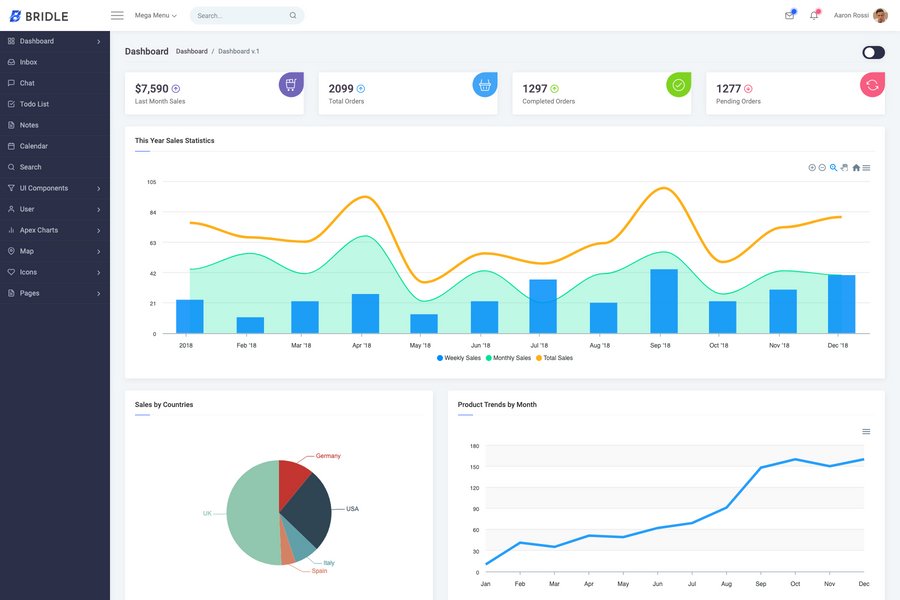 BRIDLE
Mega Menu
Search...
Aaron Rossi
Dashboard
Inbox
Chat
Todo List
Notes
Calendar
Search
UI Components
User
Apex Charts
Map
Icons
Pages
Dashboard Dashboard / Dashboard v.1
$7,590
Last Month Sales
2099
Total Orders
1297
Completed Orders
1277
Pending Orders
This Year Sales Statistics
105
84
63
42
21
0
2018 Feb '18 Mar '18 Apr '18 May '18 Jun '18 Jul '18 Aug '18 Sep '18 Oct '18 Nov '18 Dec '18
Weekly Sales Monthly Sales Total Sales
Sales by Countries
Germany
USA
UK
Italy
Spain
Product Trends by Month
180
150
120
90
60
30
0
Jan Feb Mar Apr May Jun Jul Aug Sep Oct Nov Dec